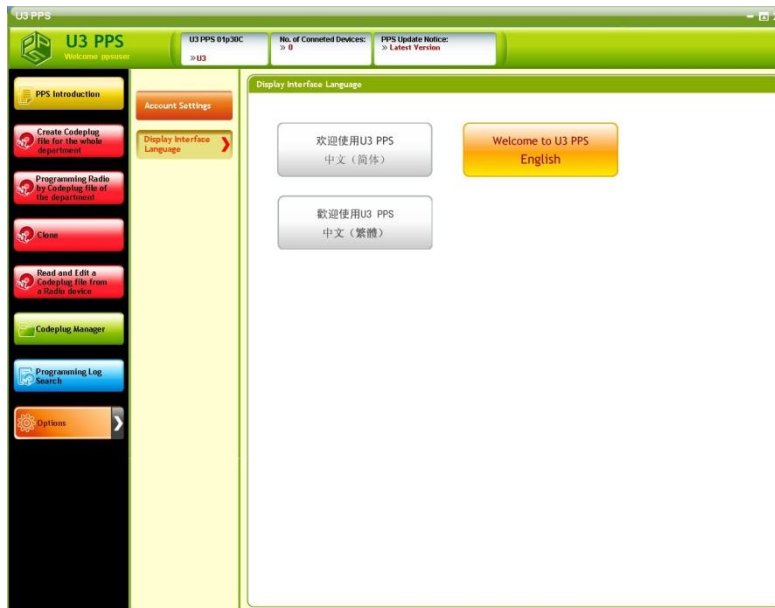 U3 PPS
U3 PPS
Welcome ppsuser
U3 PPS 01p30C
»U3
No. of Conneted Devices:
» 0
PPS Update Notice:
» Latest Version
PPS Introduction
Create Codeplug
file for the whole
department
Programming Radio
by Codeplug file of
the department
Clone
Read and Edit a
Codeplug file from
a Radio device
Codeplug Manager
Programming Log
Search
Options
Account Settings
Display Interface
Language
Display Interface Language
欢迎使用U3 PPS
中文（简体）
Welcome to U3 PPS
English
歡迎使用U3 PPS
中文（繁體）